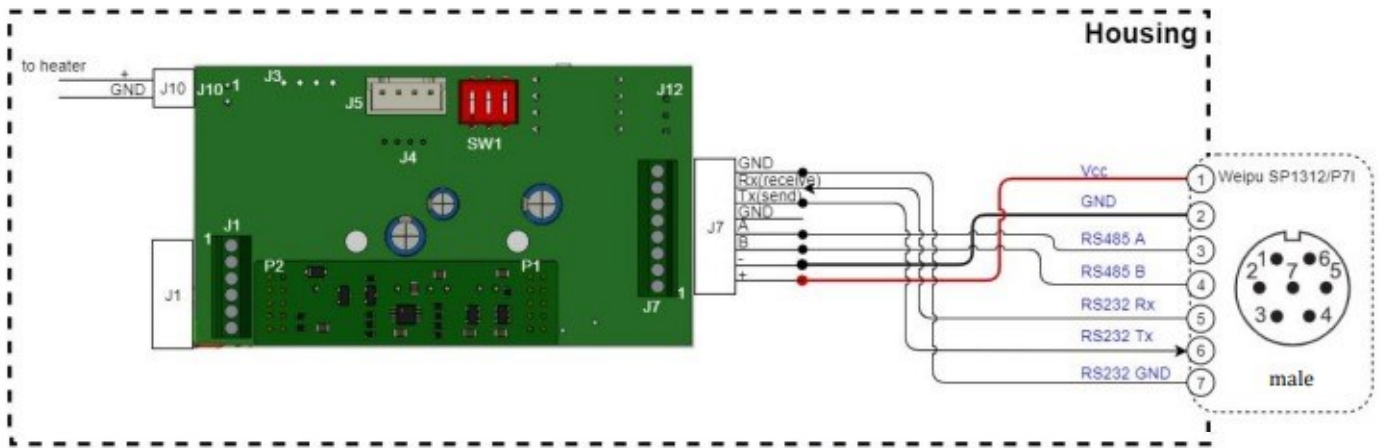 Housing
to heater
+
GND
J10
J10
1
J3
J5
SW1
J12
J4
J1
1
J1
P2
P1
J7
1
J7
GND
Rx(receive)
Tx(send)
GND
A
B
-
+
Vcc
GND
RS485 A
RS485 B
RS232 Rx
RS232 Tx
RS232 GND
1
2
3
4
5
6
7
Weipu SP1312/P7I
1 6
2 7 5
3 4
male